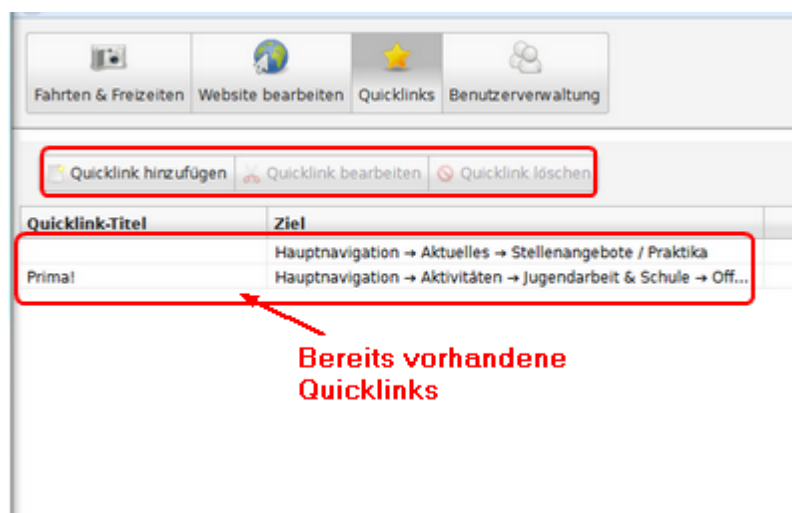 Fahrten & Freizeiten Website bearbeiten Quicklinks Benutzerverwaltung
Quicklink hinzufügen Quicklink bearbeiten Quicklink löschen
Quicklink-Titel Ziel
Hauptnavigation → Aktuelles → Stellenangebote / Praktika
Prima! Hauptnavigation → Aktivitäten → Jugendarbeit & Schule → Off...
Bereits vorhandene
Quicklinks